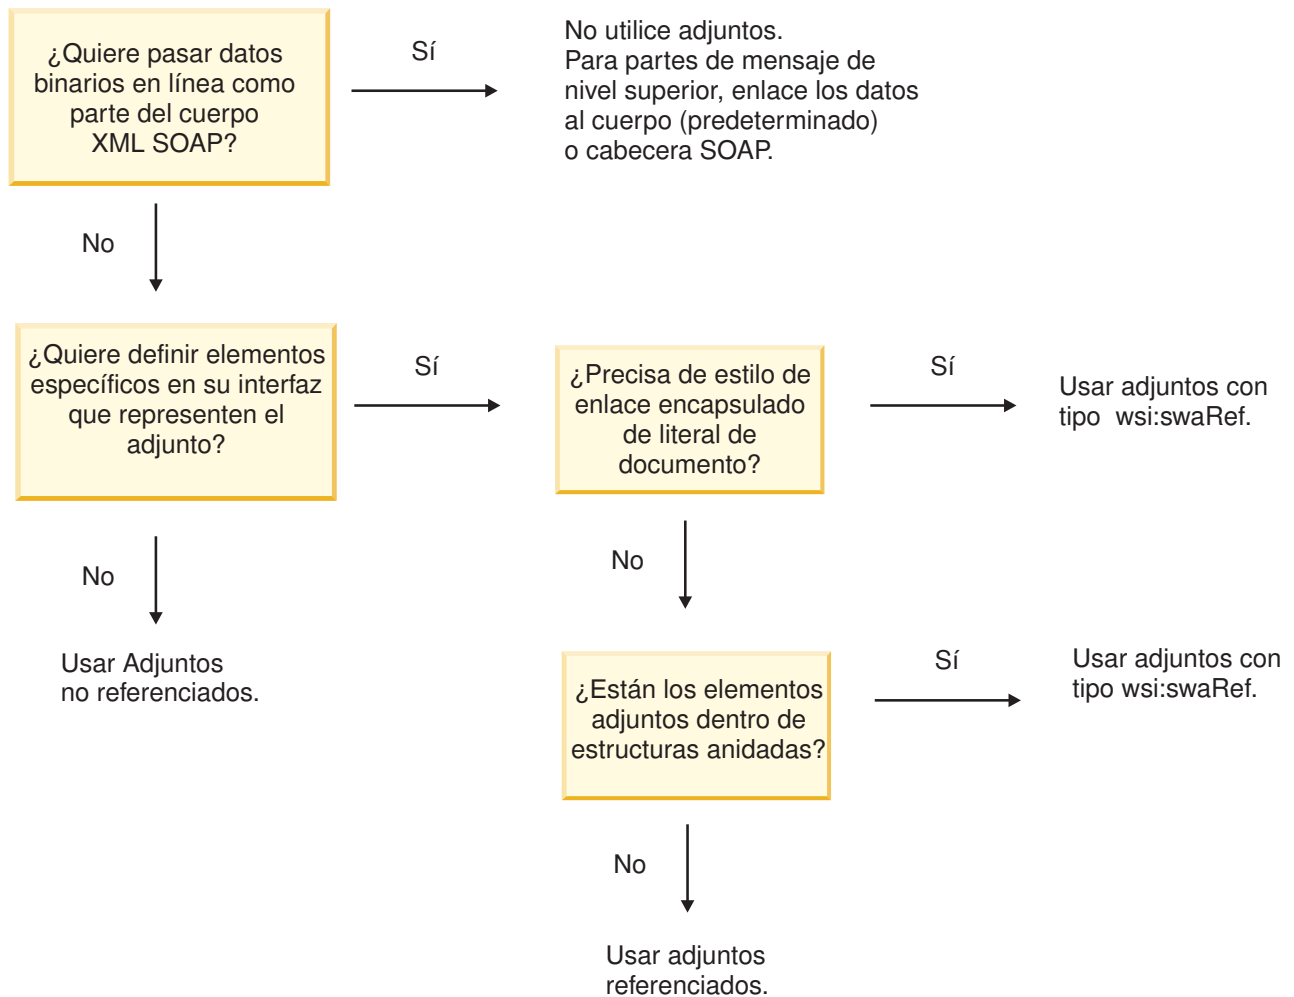 ¿Quiere pasar datos
binarios en línea como
parte del cuerpo
XML SOAP?
Sí
No utilice adjuntos.
Para partes de mensaje de
nivel superior, enlace los datos
al cuerpo (predeterminado)
o cabecera SOAP.
No
¿Quiere definir elementos
específicos en su interfaz
que representen el
adjunto?
Sí
¿Precisa de estilo de
enlace encapsulado
de literal de
documento?
Sí
Usar adjuntos con
tipo wsi:swaRef.
No
Usar Adjuntos
no referenciados.
No
¿Están los elementos
adjuntos dentro de
estructuras anidadas?
Sí
Usar adjuntos con
tipo wsi:swaRef.
No
Usar adjuntos
referenciados.